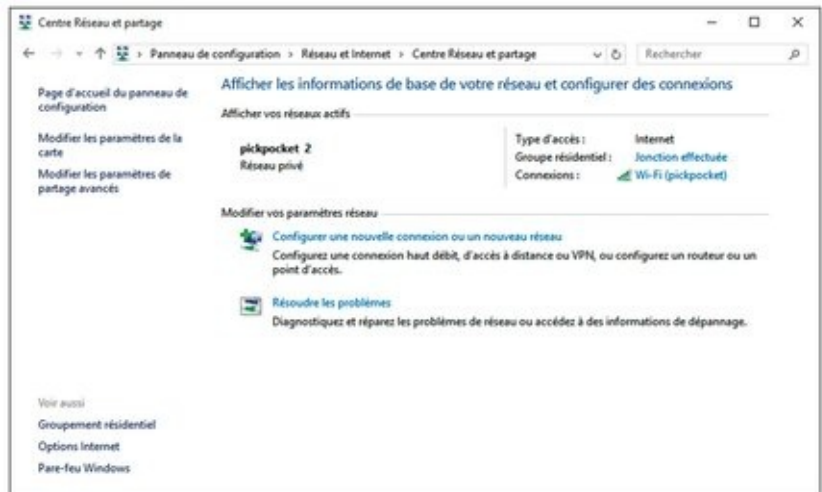 Centre Réseau et partage
Panneau de configuration > Réseau et Internet > Centre Réseau et partage
Rechercher
Page d'accueil du panneau de
configuration
Modifier les paramètres de la
carte
Modifier les paramètres de
partage avancés
Afficher les informations de base de votre réseau et configurer des connexions
Afficher vos réseaux actifs
pickpocket 2
Réseau privé
Type d'accès : Internet
Groupe résidentiel : Jonction effectuée
Connexions : Wi-Fi (pickpocket)
Modifier vos paramètres réseau
Configurer une nouvelle connexion ou un nouveau réseau
Configurez une connexion haut débit, d'accès à distance ou VPN, ou configurez un routeur ou un
point d'accès.
Résoudre les problèmes
Diagnostiquez et réparez les problèmes de réseau ou accédez à des informations de dépannage.
Voir aussi
Groupement résidentiel
Options Internet
Pare-feu Windows